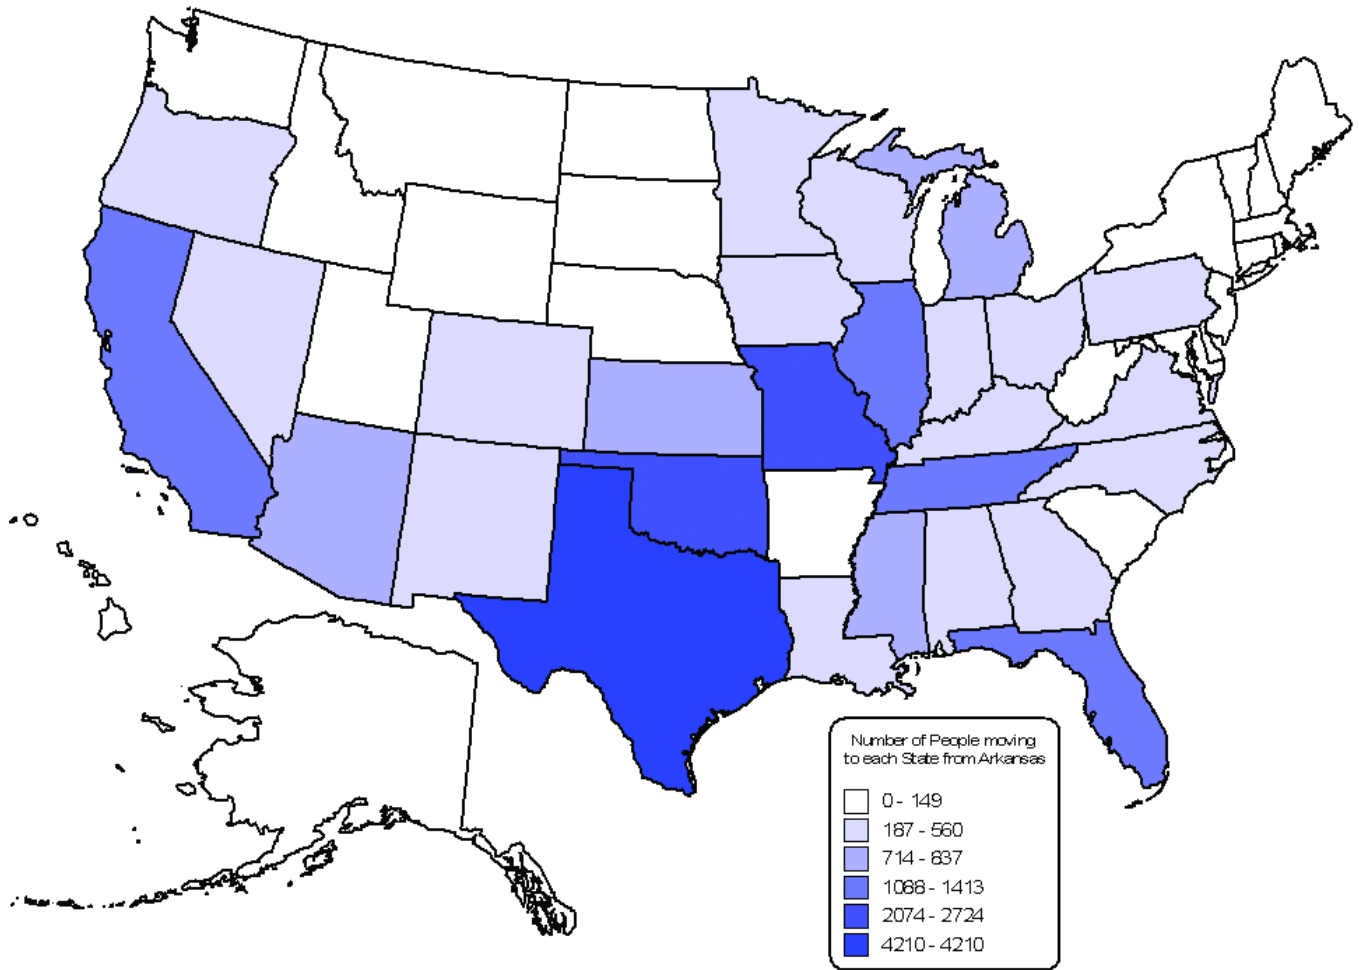 Number of People moving
to each State from Arkansas
0 - 149
187 - 560
714 - 837
1088 - 1413
2074 - 2724
4210 - 4210